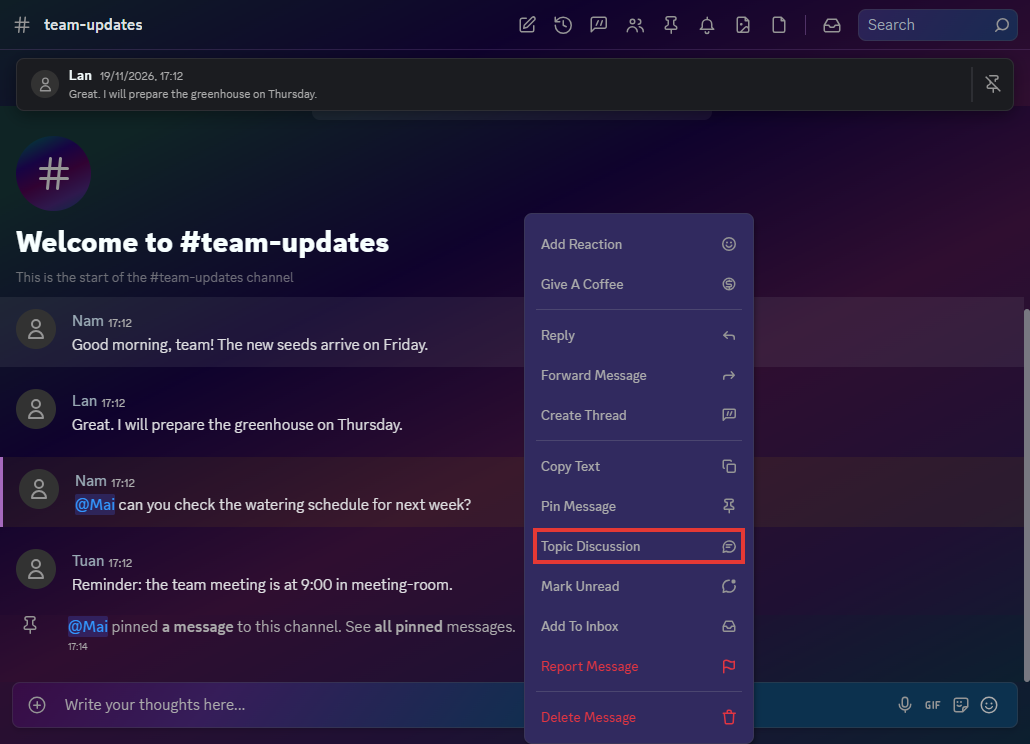 team-updates
Search
Lan 19/11/2026, 17:12
Great. I will prepare the greenhouse on Thursday.
Welcome to #team-updates
This is the start of the #team-updates channel
Nam 17:12
Good morning, team! The new seeds arrive on Friday.
Lan 17:12
Great. I will prepare the greenhouse on Thursday.
Nam 17:12
@Mai can you check the watering schedule for next week?
Tuan 17:12
Reminder: the team meeting is at 9:00 in meeting-room.
@Mai pinned a message to this channel. See all pinned messages.
17:14
Write your thoughts here...
GIF
Add Reaction
Give A Coffee
Reply
Forward Message
Create Thread
Copy Text
Pin Message
Topic Discussion
Mark Unread
Add To Inbox
Report Message
Delete Message